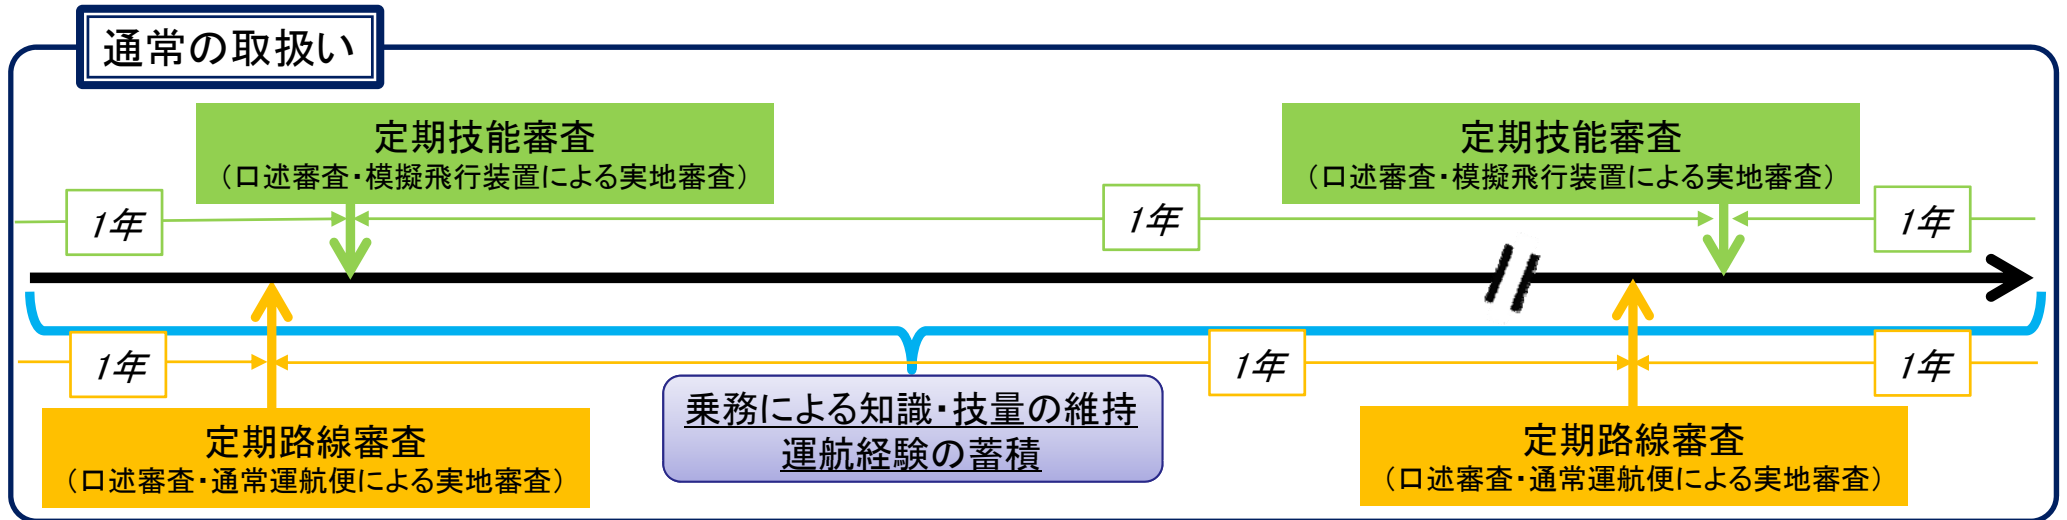 通常の取扱い
定期技能審査
（口述審査・模擬飛行装置による実地審査）
定期技能審査
（口述審査・模擬飛行装置による実地審査）
1年
1年
1年
1年
1年
1年
乗務による知識・技量の維持
運航経験の蓄積
定期路線審査
（口述審査・通常運航便による実地審査）
定期路線審査
（口述審査・通常運航便による実地審査）